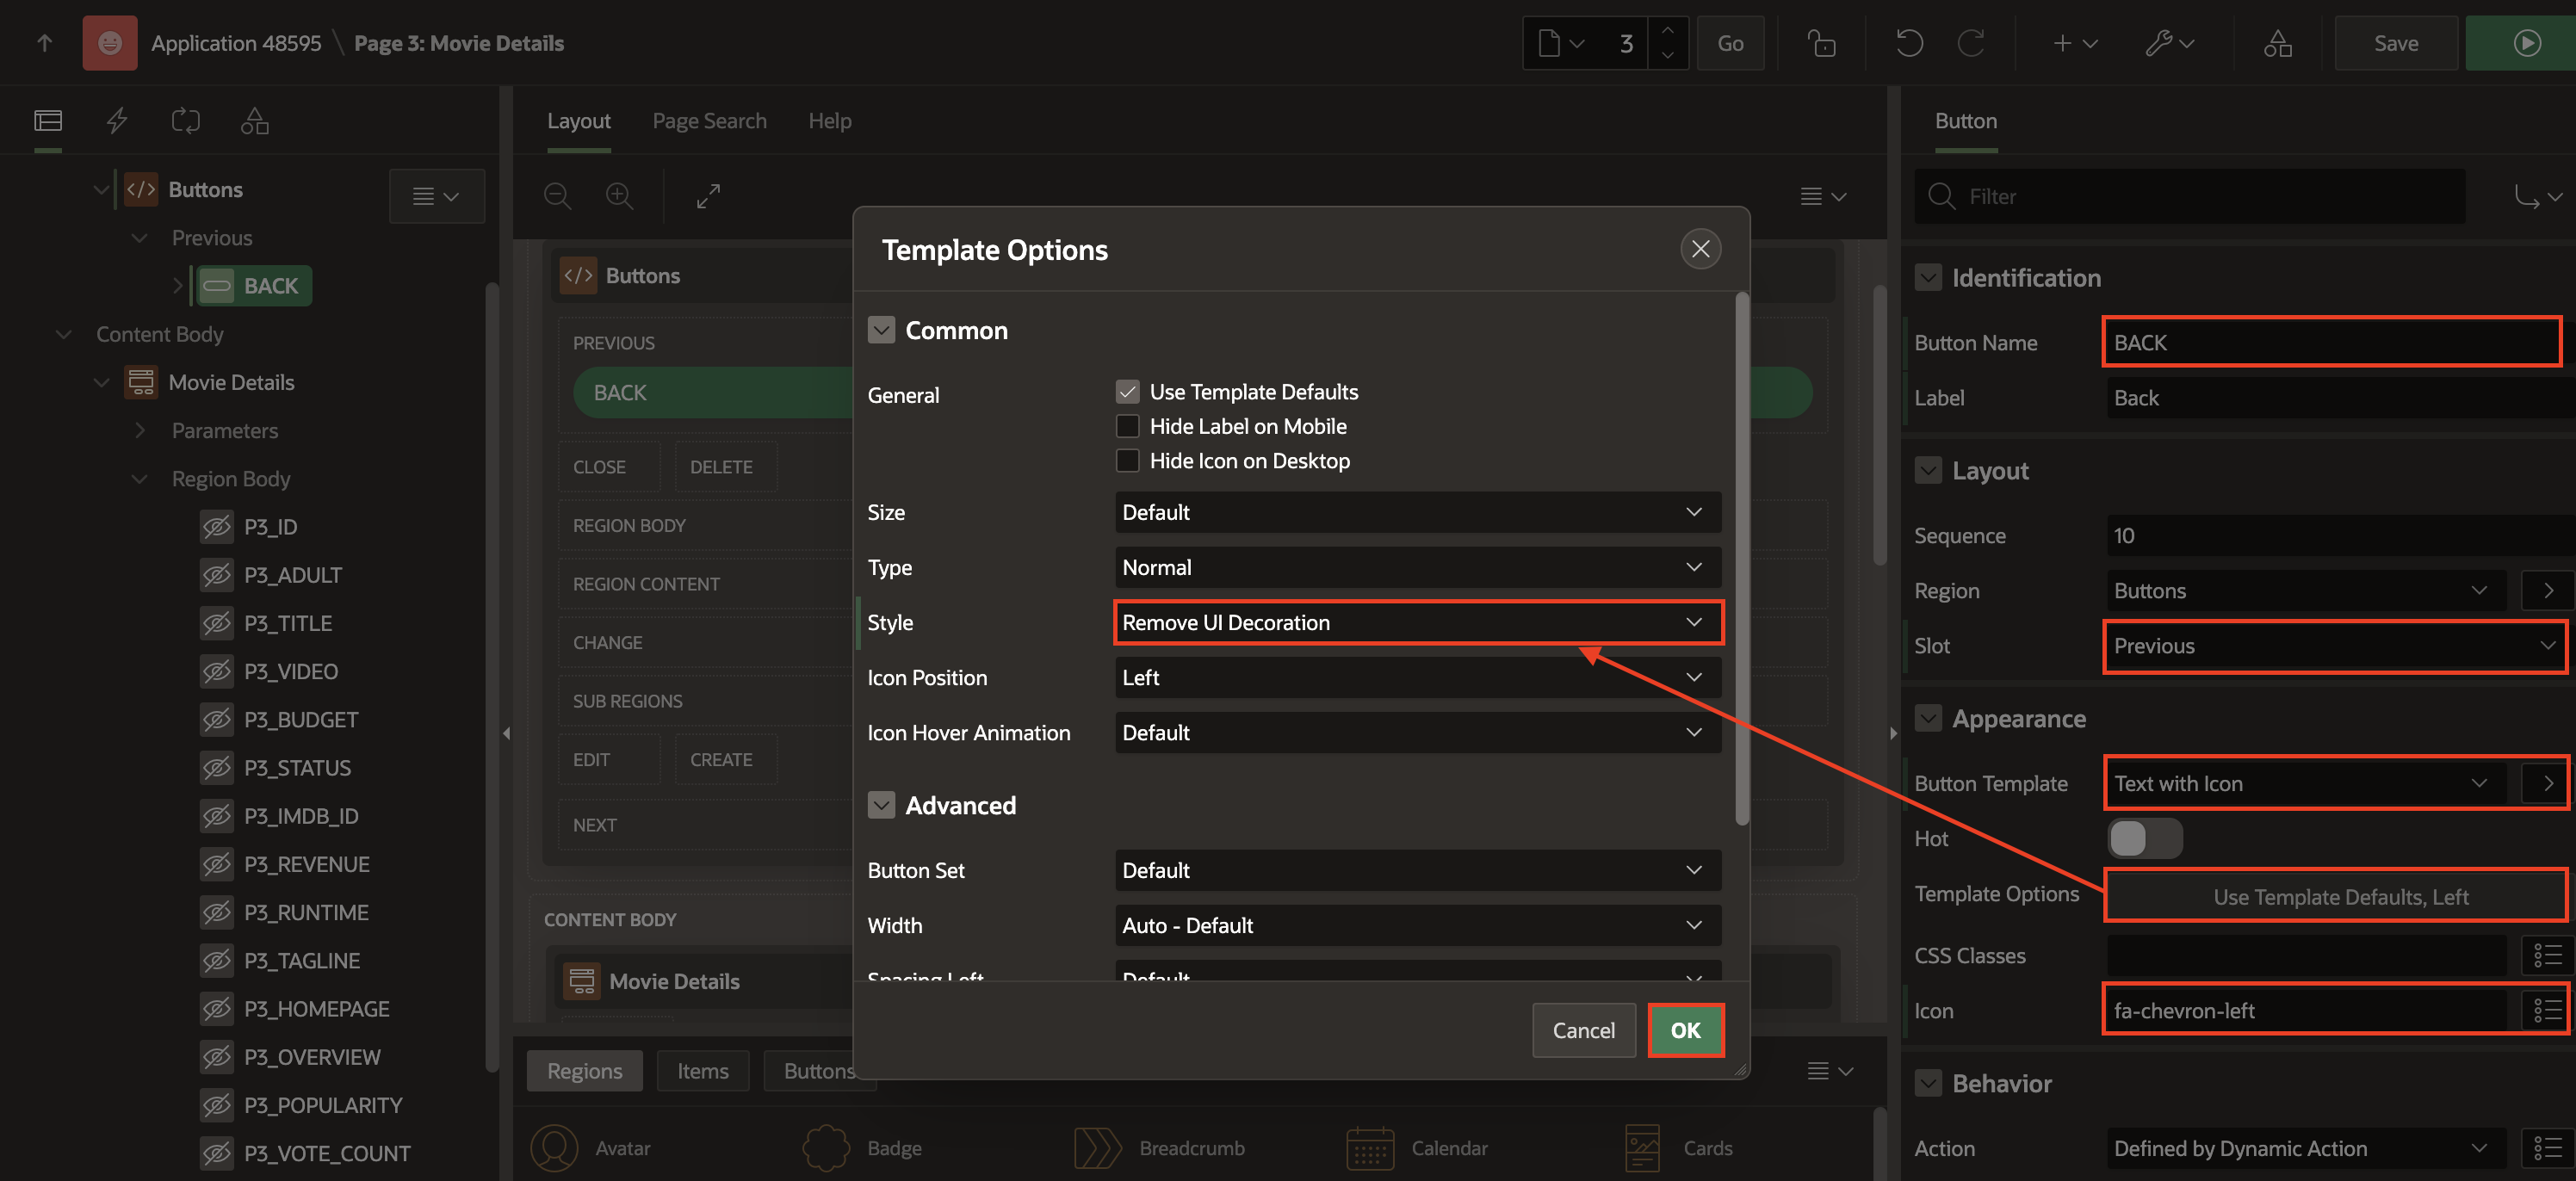 Application 48595 \ Page 3: Movie Details
3
Go
Save
Layout
Page Search
Help
Button
Buttons
Previous
BACK
Content Body
Movie Details
Parameters
Region Body
P3_ID
P3_ADULT
P3_TITLE
P3_VIDEO
P3_BUDGET
P3_STATUS
P3_IMDB_ID
P3_REVENUE
P3_RUNTIME
P3_TAGLINE
P3_HOMEPAGE
P3_OVERVIEW
P3_POPULARITY
P3_VOTE_COUNT
Buttons
PREVIOUS
BACK
CLOSE
DELETE
REGION BODY
REGION CONTENT
CHANGE
SUB REGIONS
EDIT
CREATE
NEXT
CONTENT BODY
Movie Details
Regions
Items
Buttons
Avatar
Badge
Breadcrumb
Calendar
Cards
Template Options
Common
General
Use Template Defaults
Hide Label on Mobile
Hide Icon on Desktop
Size
Default
Type
Normal
Style
Remove UI Decoration
Icon Position
Left
Icon Hover Animation
Default
Advanced
Button Set
Default
Width
Auto - Default
Spacing Left
Default
Cancel
OK
Filter
Identification
Button Name
BACK
Label
Back
Layout
Sequence
10
Region
Buttons
Slot
Previous
Appearance
Button Template
Text with Icon
Hot
Template Options
Use Template Defaults, Left
CSS Classes
Icon
fa-chevron-left
Behavior
Action
Defined by Dynamic Action